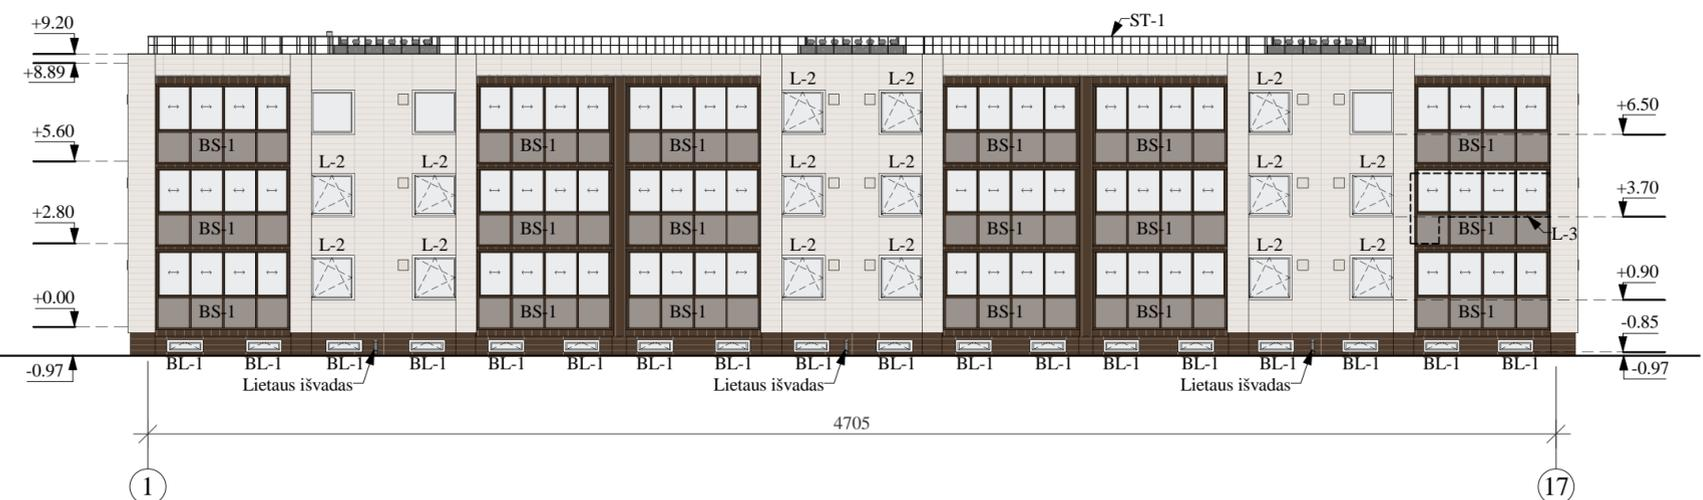 +9.20
ST-1
+8.89
L-2 L-2 L-2
+6.50
+5.60
BS-1 BS-1 BS-1 BS-1 BS-1 BS-1
L-2 L-2 L-2 L-2 L-2 L-2
+3.70
+2.80
BS-1 BS-1 BS-1 BS-1 BS-1 BS-1
L-3
L-2 L-2 L-2 L-2 L-2 L-2
+0.90
+0.00
BS-1 BS-1 BS-1 BS-1 BS-1 BS-1
-0.85
BL-1 BL-1 BL-1 BL-1 BL-1 BL-1 BL-1 BL-1 BL-1 BL-1 BL-1 BL-1 BL-1 BL-1 BL-1 BL-1 BL-1 BL-1
-0.97 -0.97
Lietaus išvadas Lietaus išvadas Lietaus išvadas
4705
1 17